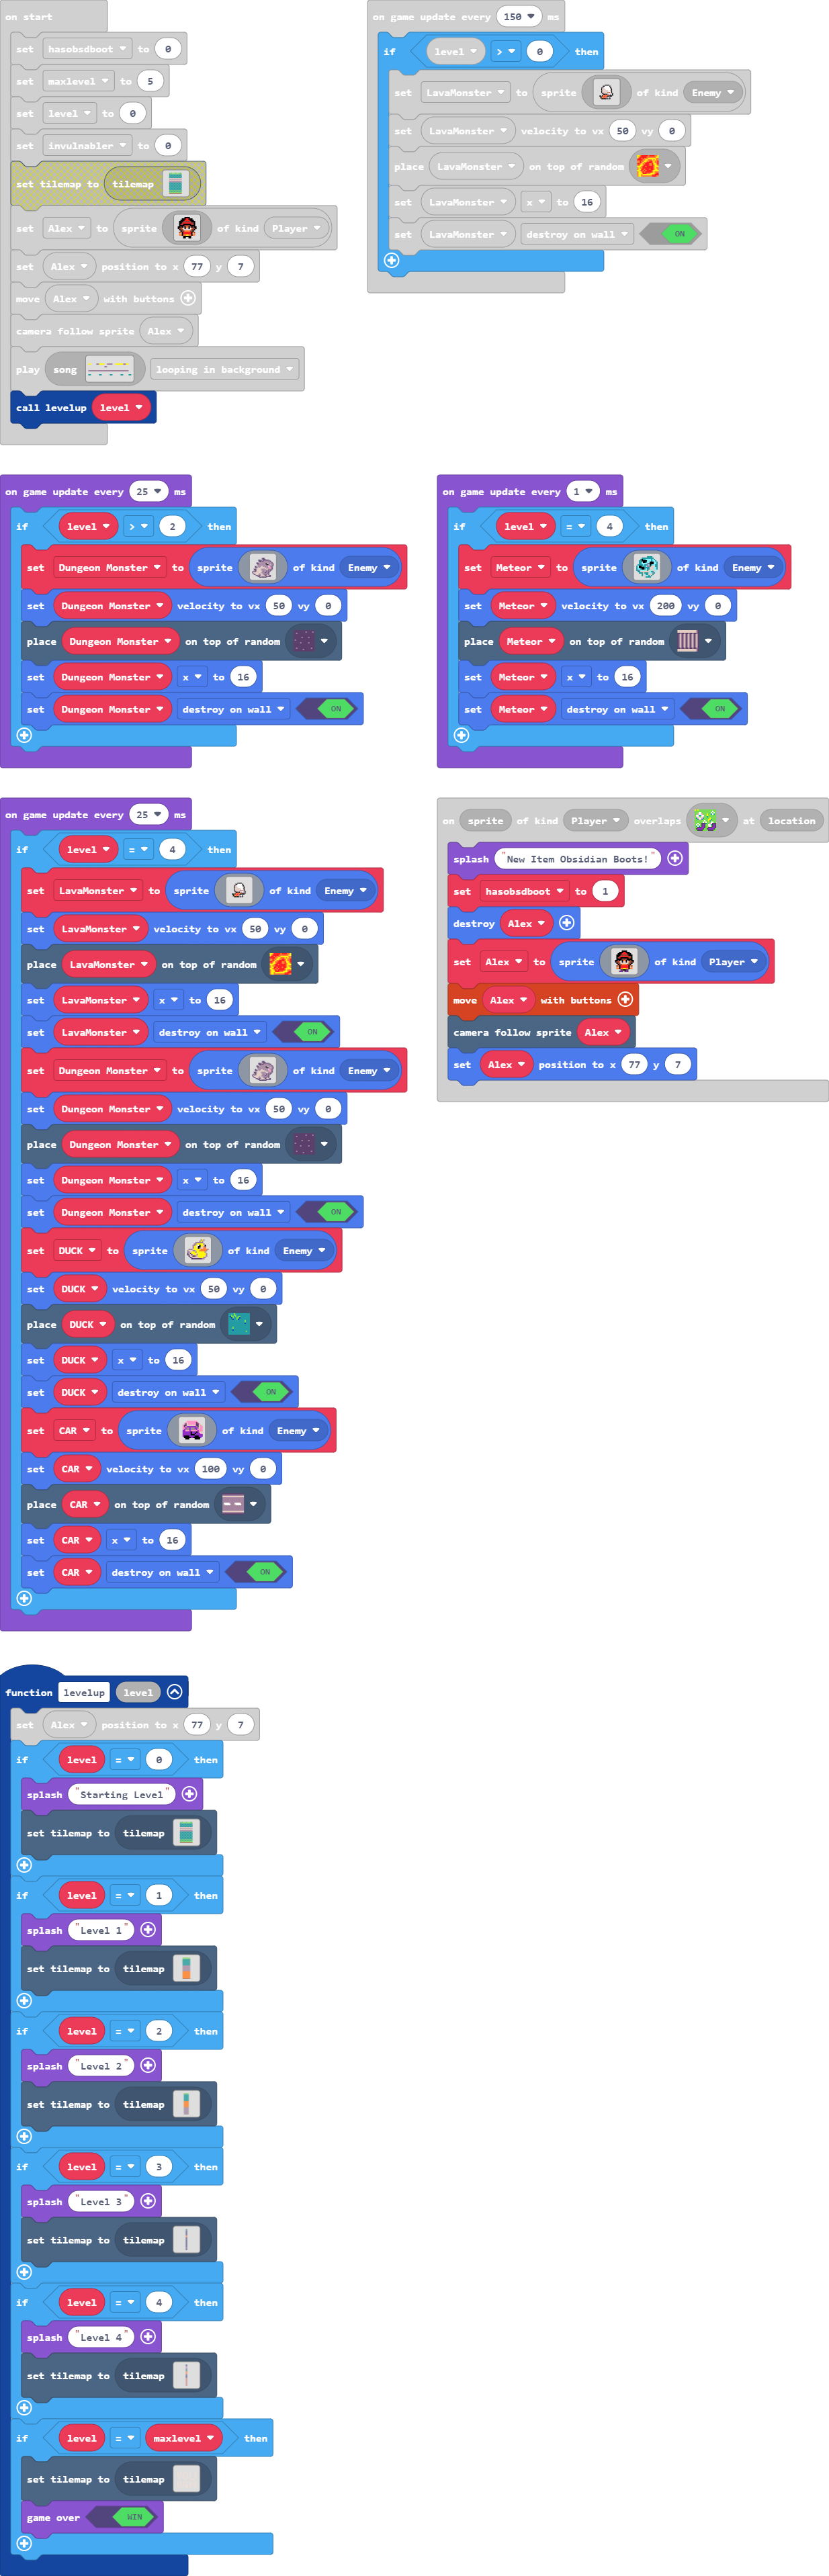 on start
set hasobsdboot to 0
set maxlevel to 5
set level to 0
set invulnabler to 0
set tilemap to tilemap
set Alex to sprite of kind Player
set Alex position to x 77 y 7
move Alex with buttons
camera follow sprite Alex
play song looping in background
call levelup level
on game update every 150 ms
if level > 0 then
set LavaMonster to sprite of kind Enemy
set LavaMonster velocity to vx 50 vy 0
place LavaMonster on top of random
set LavaMonster x to 16
set LavaMonster destroy on wall ON
on game update every 25 ms
if level > 2 then
set Dungeon Monster to sprite of kind Enemy
set Dungeon Monster velocity to vx 50 vy 0
place Dungeon Monster on top of random
set Dungeon Monster x to 16
set Dungeon Monster destroy on wall ON
on game update every 1 ms
if level = 4 then
set Meteor to sprite of kind Enemy
set Meteor velocity to vx 200 vy 0
place Meteor on top of random
set Meteor x to 16
set Meteor destroy on wall ON
on game update every 25 ms
if level = 4 then
set LavaMonster to sprite of kind Enemy
set LavaMonster velocity to vx 50 vy 0
place LavaMonster on top of random
set LavaMonster x to 16
set LavaMonster destroy on wall ON
set Dungeon Monster to sprite of kind Enemy
set Dungeon Monster velocity to vx 50 vy 0
place Dungeon Monster on top of random
set Dungeon Monster x to 16
set Dungeon Monster destroy on wall ON
set DUCK to sprite of kind Enemy
set DUCK velocity to vx 50 vy 0
place DUCK on top of random
set DUCK x to 16
set DUCK destroy on wall ON
set CAR to sprite of kind Enemy
set CAR velocity to vx 100 vy 0
place CAR on top of random
set CAR x to 16
set CAR destroy on wall ON
on sprite of kind Player overlaps at location
splash "New Item Obsidian Boots!"
set hasobsdboot to 1
destroy Alex
set Alex to sprite of kind Player
move Alex with buttons
camera follow sprite Alex
set Alex position to x 77 y 7
function levelup level
set Alex position to x 77 y 7
if level = 0 then
splash "Starting Level"
set tilemap to tilemap
if level = 1 then
splash "Level 1"
set tilemap to tilemap
if level = 2 then
splash "Level 2"
set tilemap to tilemap
if level = 3 then
splash "Level 3"
set tilemap to tilemap
if level = 4 then
splash "Level 4"
set tilemap to tilemap
if level = maxlevel then
set tilemap to tilemap
game over WIN